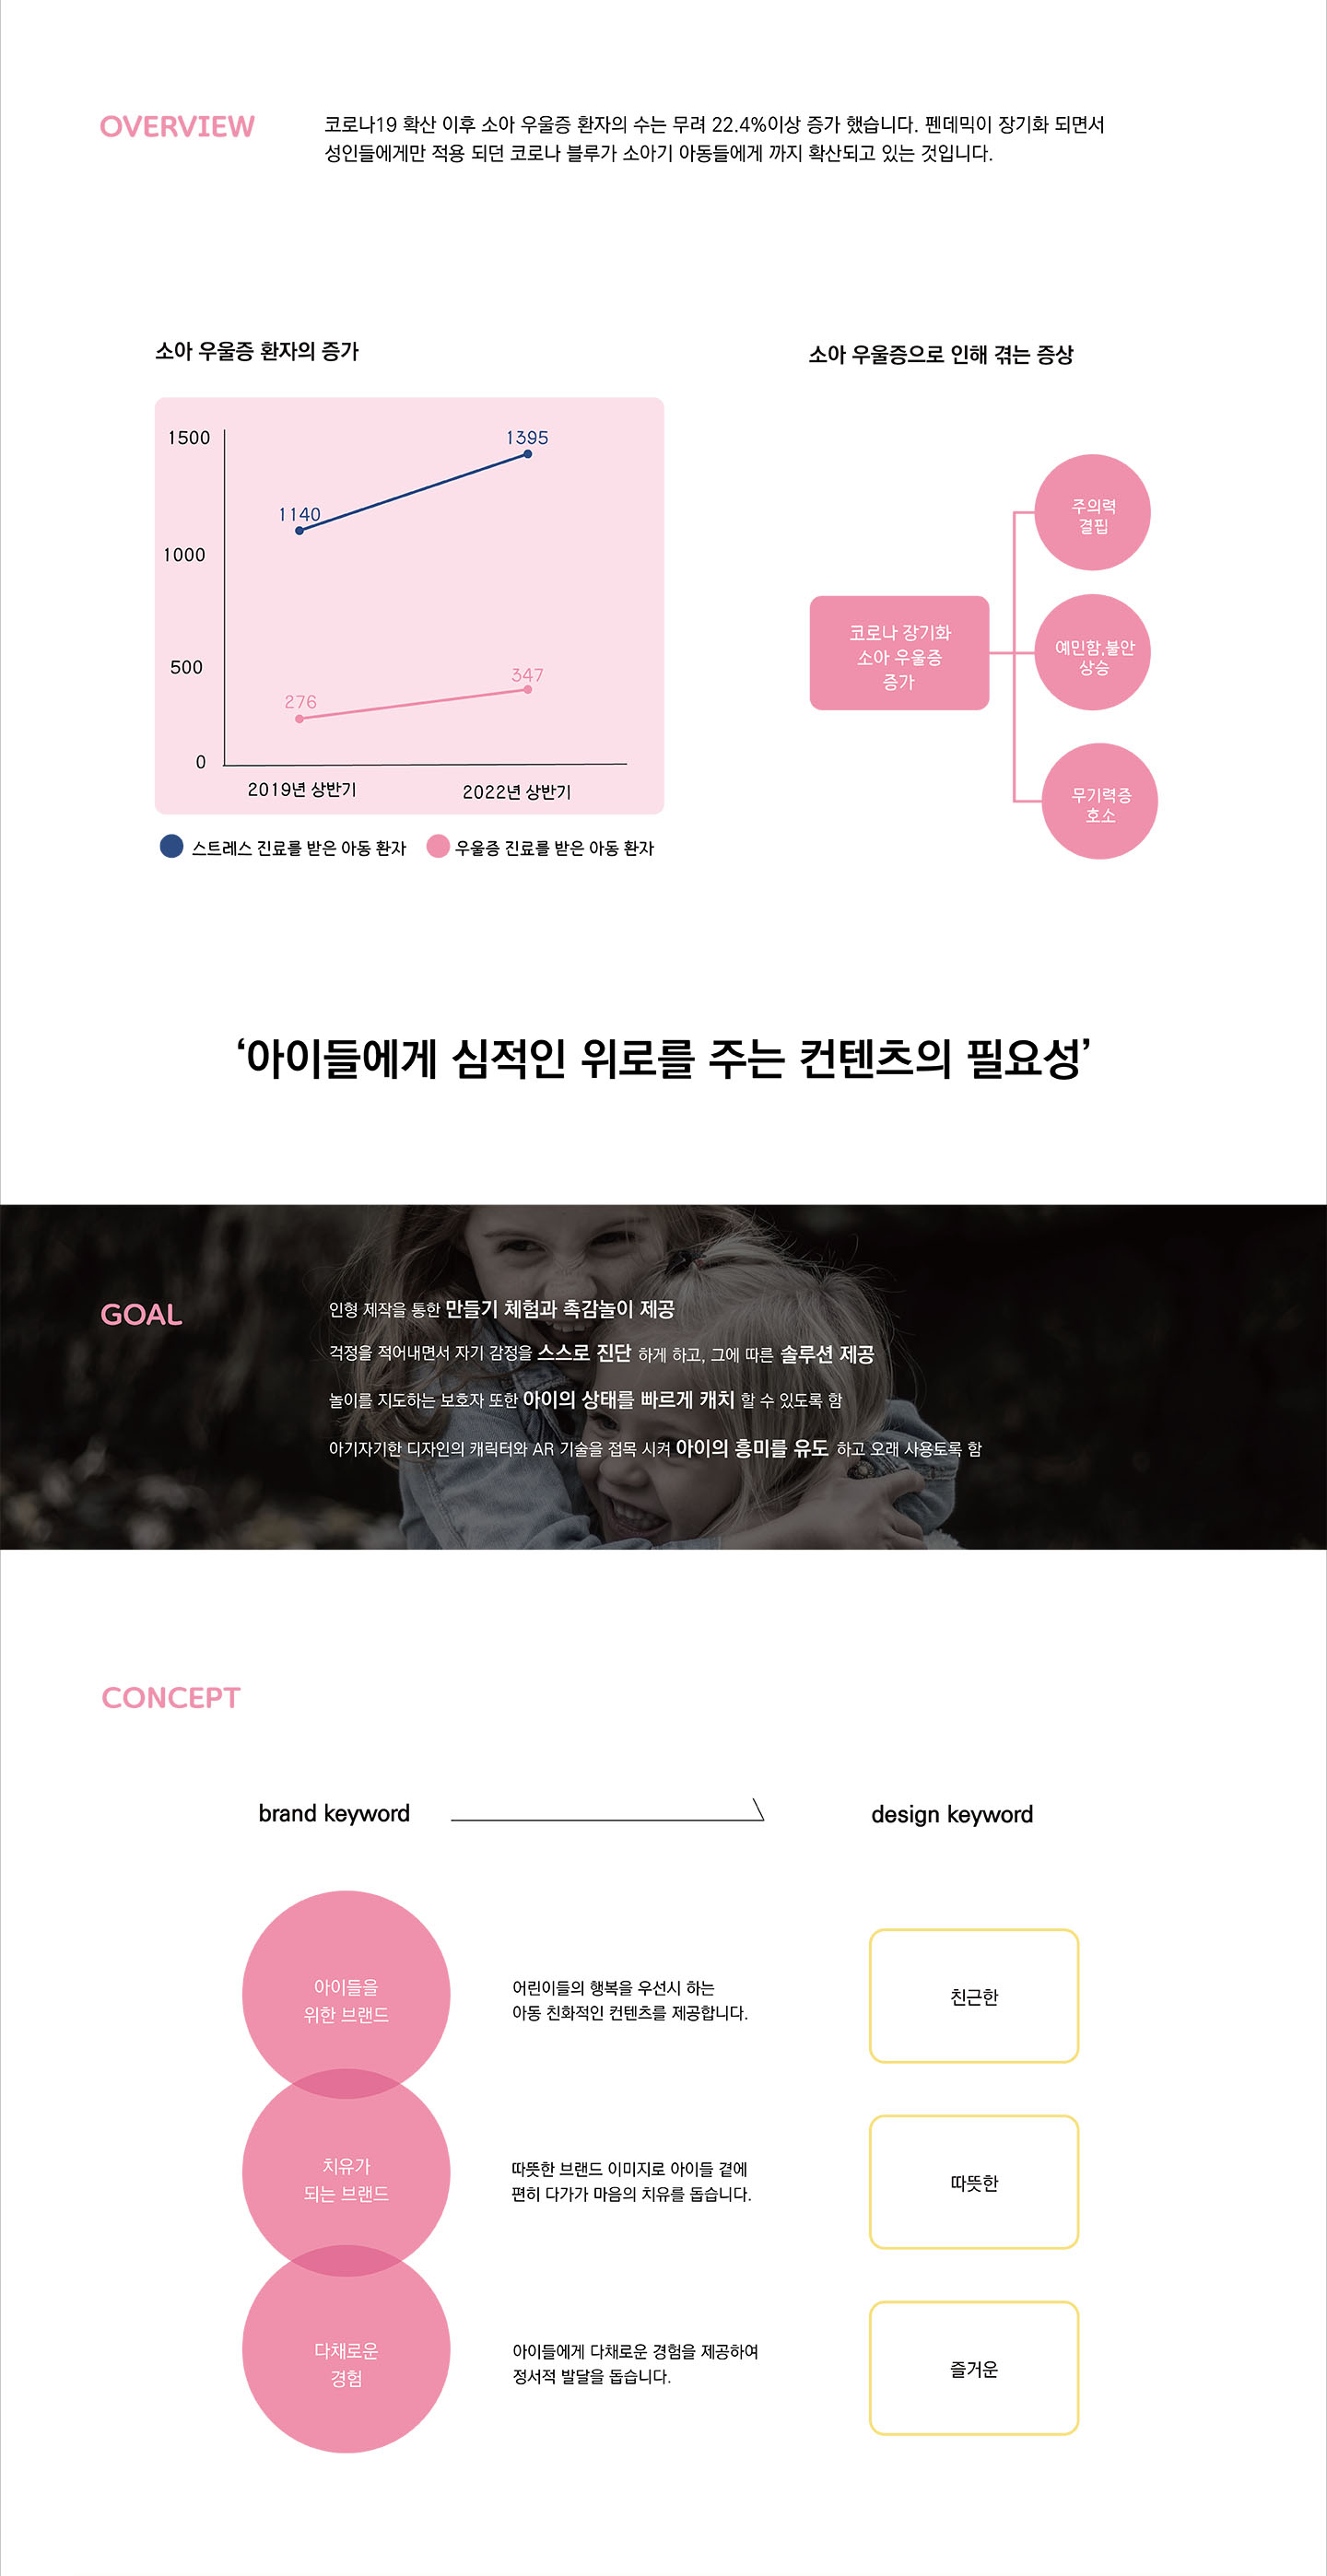 OVERVIEW
코로나19 확산 이후 소아 우울증 환자의 수는 무려 22.4%이상 증가 했습니다. 펜데믹이 장기화 되면서
성인들에게만 적용 되던 코로나 블루가 소아기 아동들에게 까지 확산되고 있는 것입니다.
소아 우울증 환자의 증가
1500
1395
1140
1000
500
347
276
0
2019년 상반기
2022년 상반기
스트레스 진료를 받은 아동 환자
우울증 진료를 받은 아동 환자
소아 우울증으로 인해 겪는 증상
코로나 장기화
소아 우울증
증가
주의력
결핍
예민함,불안
상승
무기력증
호소
‘아이들에게 심적인 위로를 주는 컨텐츠의 필요성’
GOAL
인형 제작을 통한 만들기 체험과 촉감놀이 제공
걱정을 적어내면서 자기 감정을 스스로 진단 하게 하고, 그에 따른 솔루션 제공
놀이를 지도하는 보호자 또한 아이의 상태를 빠르게 캐치 할 수 있도록 함
아기자기한 디자인의 캐릭터와 AR 기술을 접목 시켜 아이의 흥미를 유도 하고 오래 사용토록 함
CONCEPT
brand keyword
design keyword
아이들을
위한 브랜드
어린이들의 행복을 우선시 하는
아동 친화적인 컨텐츠를 제공합니다.
친근한
치유가
되는 브랜드
따뜻한 브랜드 이미지로 아이들 곁에
편히 다가가 마음의 치유를 돕습니다.
따뜻한
다채로운
경험
아이들에게 다채로운 경험을 제공하여
정서적 발달을 돕습니다.
즐거운